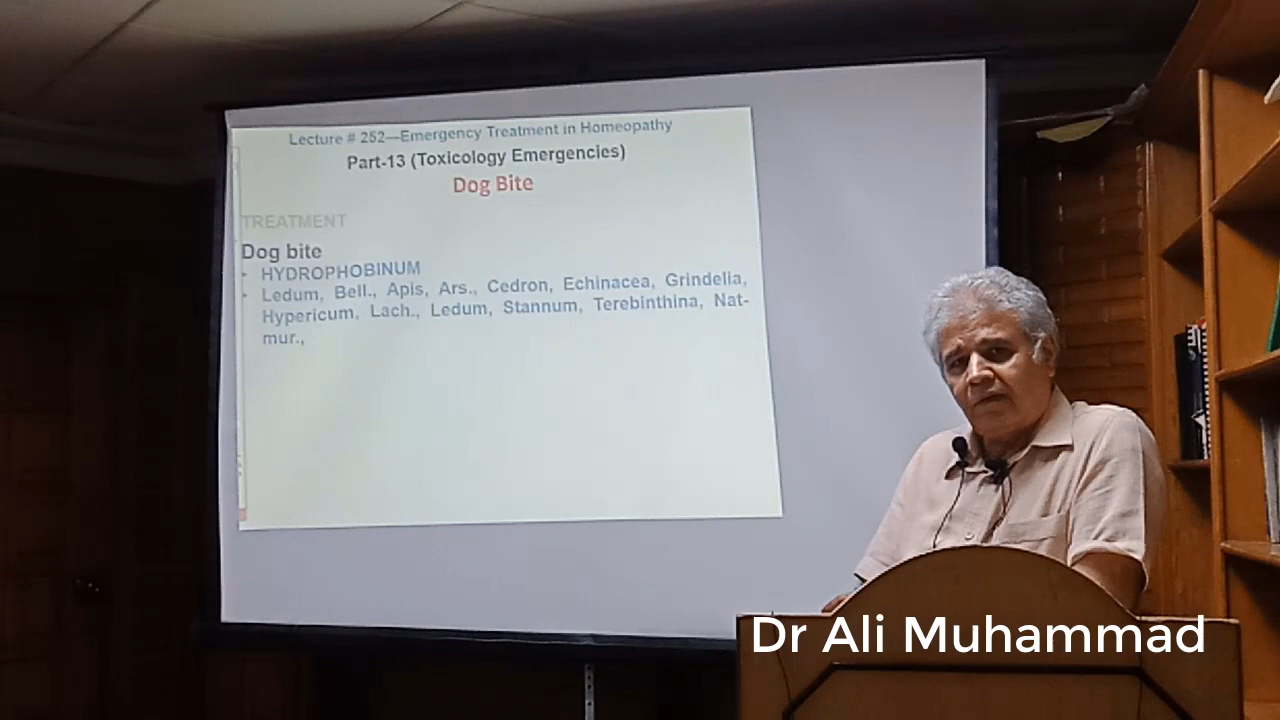 Lecture # 252—Emergency Treatment in Homeopathy
Part-13 (Toxicology Emergencies)
Dog Bite
TREATMENT
Dog bite
- HYDROPHOBINUM
- Ledum, Bell., Apis, Ars., Cedron, Echinacea, Grindelia,
Hypericum, Lach., Ledum, Stannum, Terebinthina, Nat-
mur.,
Dr Ali Muhammad